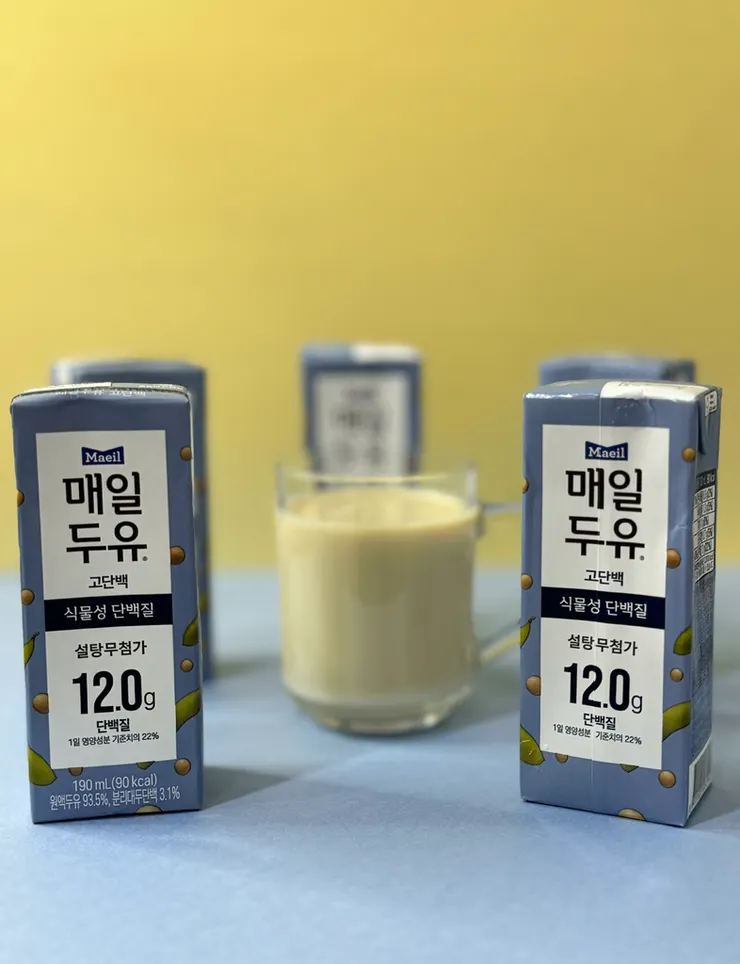 Maeil
매일
두유
고단백
식물성 단백질
설탕무첨가
12.0g
단백질
1일 영양성분 기준치의 22%
190 mL(90 kcal)
원액두유 93.5%, 분리대두단백 3.1%
Maeil
매일
두유
고단백
식물성 단백질
설탕무첨가
12.0g
단백질
1일 영양성분 기준치의 22%